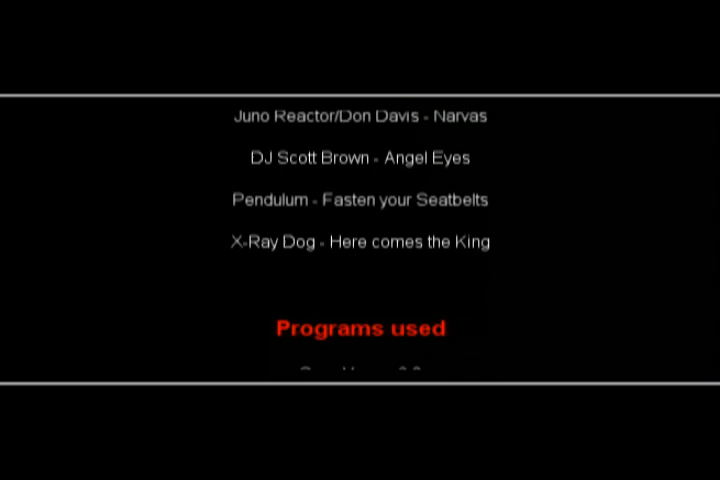 Juno Reactor/Don Davis - Narvas
DJ Scott Brown - Angel Eyes
Pendulum - Fasten your Seatbelts
X-Ray Dog - Here comes the King
Programs used